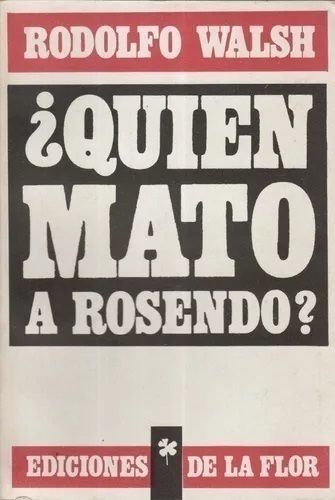 RODOLFO WALSH
¿QUIEN
MATO
A ROSENDO?
EDICIONES DE LA FLOR